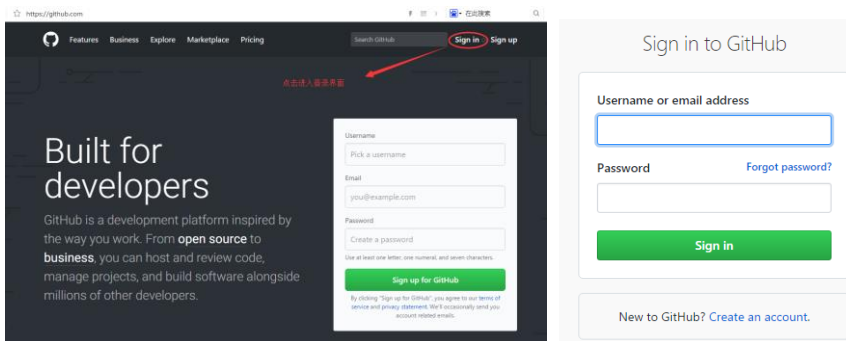 https://github.com
在此搜索
Features Business Explore Marketplace Pricing
Search GitHub
Sign in Sign up
点击进入登录界面
Built for
developers
GitHub is a development platform inspired by
the way you work. From open source to
business, you can host and review code,
manage projects, and build software alongside
millions of other developers.
Username
Pick a username
Email
you@example.com
Password
Create a password
Use at least one letter, one numeral, and seven characters.
Sign up for GitHub
By clicking "Sign up for GitHub", you agree to our terms of
service and privacy statement. We'll occasionally send you
account related emails.
Sign in to GitHub
Username or email address
Password Forgot password?
Sign in
New to GitHub? Create an account.